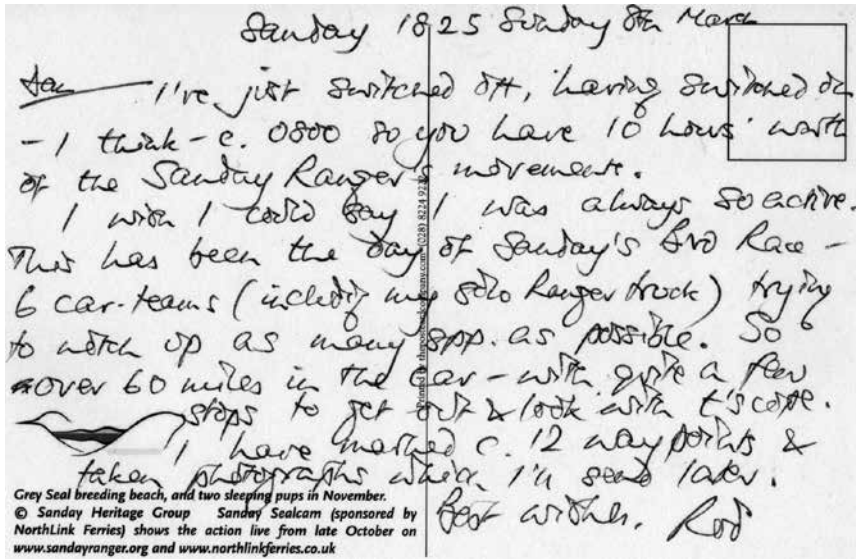 Sanday 1825 Sunday 8th March
I've just switched off, having switched on
- I think - c. 0800 so you have 10 hours' worth
of the Sanday Ranger's movements.
I wish I could say I was always so active.
This has been the day of Sanday's Bird Race -
6 car-teams (including my solo Ranger truck) trying
to notch up as many spp. as possible. So
over 60 miles in the car - with quite a few
stops to get out & look with t'scope.
I have marked c. 12 waypoints &
taken photographs which I'll send later.
Best wishes. Rod
Grey Seal breeding beach, and two sleeping pups in November.
© Sanday Heritage Group Sanday Sealcam (sponsored by
NorthLink Ferries) shows the action live from late October on
www.sandayranger.org and www.northlinkferries.co.uk